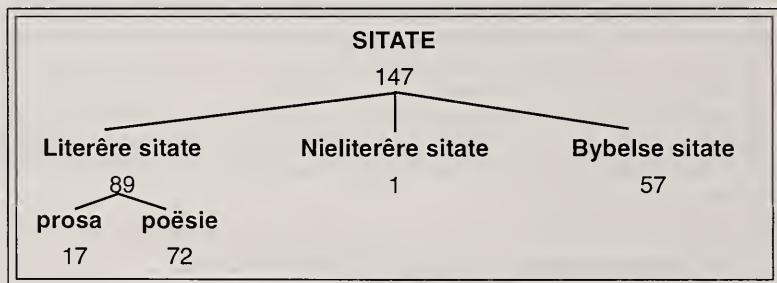 SITATE
147
Literêre sitate Nieliterêre sitate Bybelse sitate
89 1 57
prosa poësie
17 72